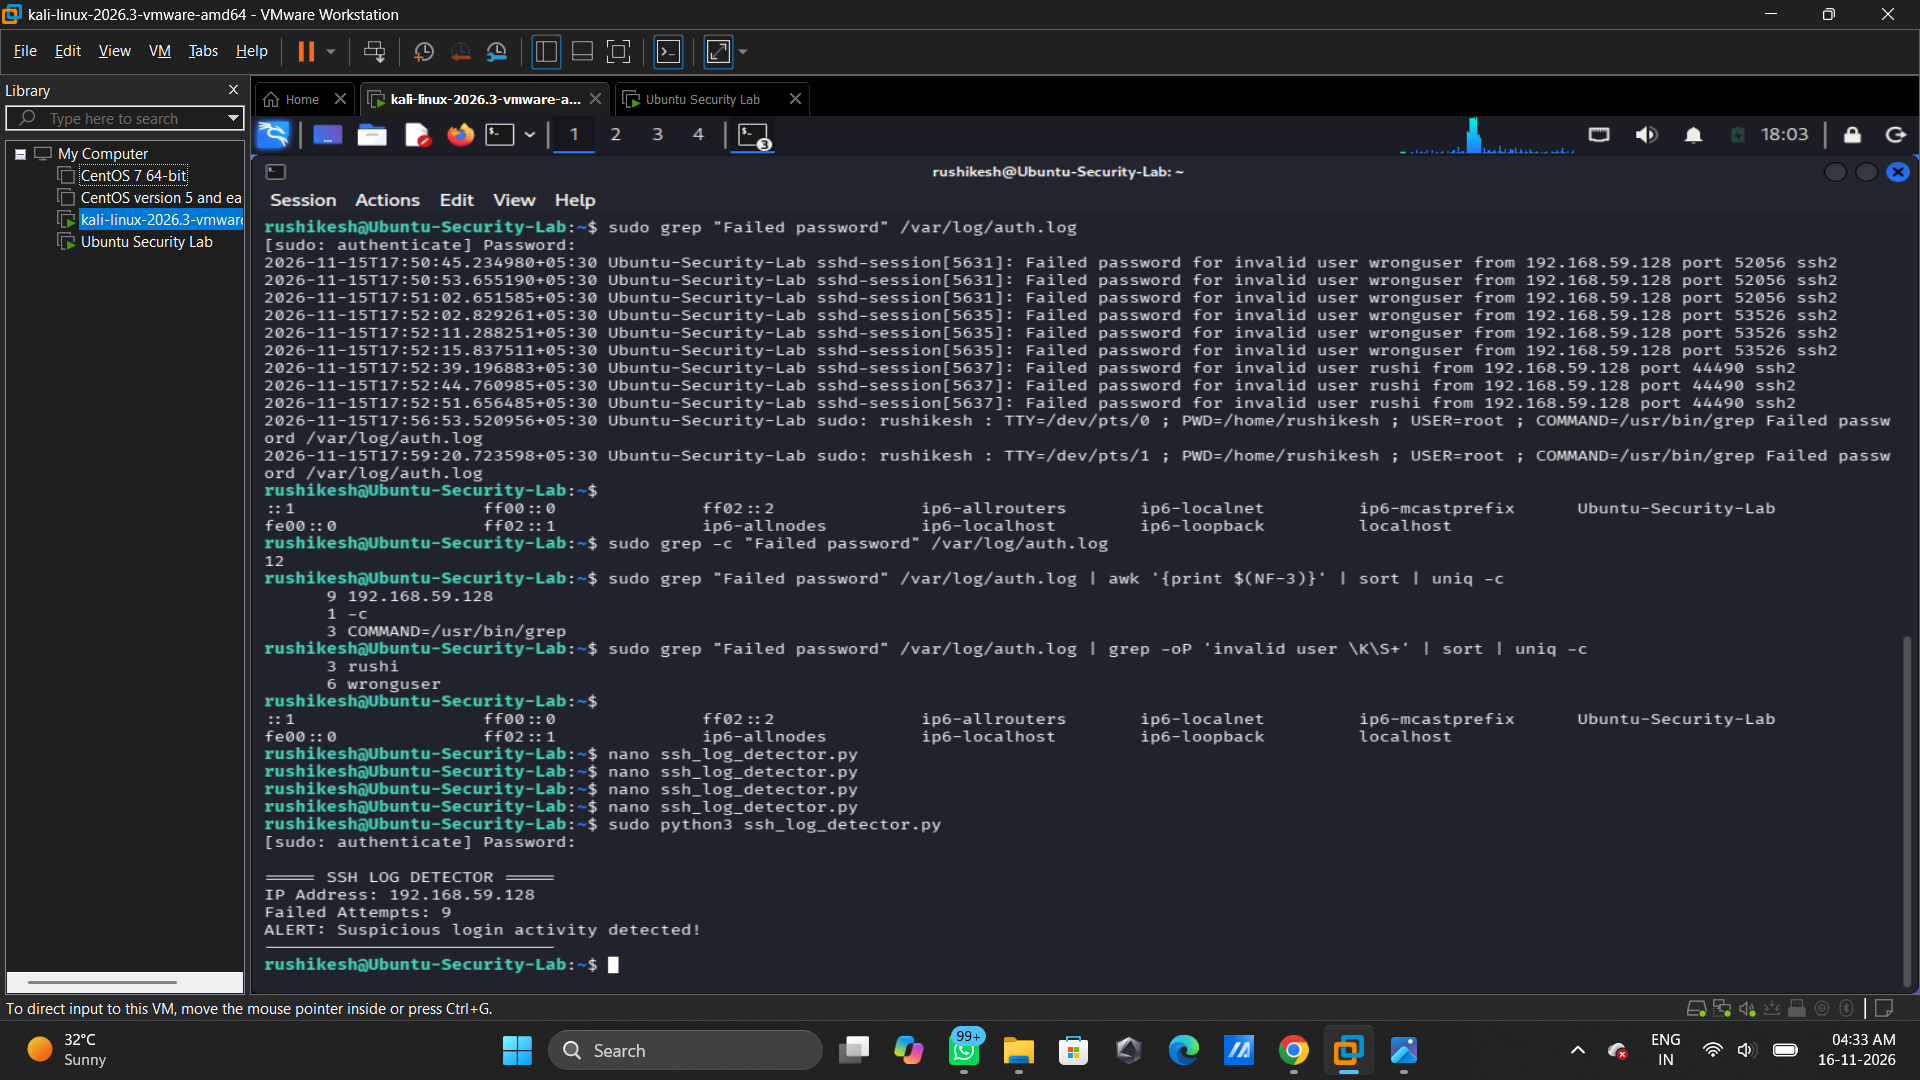 kali-linux-2026.3-vmware-amd64 - VMware Workstation
File Edit View VM Tabs Help
Library
Type here to search
My Computer
CentOS 7 64-bit
CentOS version 5 and ea
kali-linux-2026.3-vmware
Ubuntu Security Lab
Home
kali-linux-2026.3-vmware-a...
Ubuntu Security Lab
1 2 3 4
3
18:03
rushikesh@Ubuntu-Security-Lab: ~
Session Actions Edit View Help
rushikesh@Ubuntu-Security-Lab:~$ sudo grep "Failed password" /var/log/auth.log
[sudo: authenticate] Password:
2026-11-15T17:50:45.234980+05:30 Ubuntu-Security-Lab sshd-session[5631]: Failed password for invalid user wronguser from 192.168.59.128 port 52056 ssh2
2026-11-15T17:50:53.655190+05:30 Ubuntu-Security-Lab sshd-session[5631]: Failed password for invalid user wronguser from 192.168.59.128 port 52056 ssh2
2026-11-15T17:51:02.651585+05:30 Ubuntu-Security-Lab sshd-session[5631]: Failed password for invalid user wronguser from 192.168.59.128 port 52056 ssh2
2026-11-15T17:52:02.829261+05:30 Ubuntu-Security-Lab sshd-session[5635]: Failed password for invalid user wronguser from 192.168.59.128 port 53526 ssh2
2026-11-15T17:52:11.288251+05:30 Ubuntu-Security-Lab sshd-session[5635]: Failed password for invalid user wronguser from 192.168.59.128 port 53526 ssh2
2026-11-15T17:52:15.837511+05:30 Ubuntu-Security-Lab sshd-session[5635]: Failed password for invalid user wronguser from 192.168.59.128 port 53526 ssh2
2026-11-15T17:52:39.196883+05:30 Ubuntu-Security-Lab sshd-session[5637]: Failed password for invalid user rushi from 192.168.59.128 port 44490 ssh2
2026-11-15T17:52:44.760985+05:30 Ubuntu-Security-Lab sshd-session[5637]: Failed password for invalid user rushi from 192.168.59.128 port 44490 ssh2
2026-11-15T17:52:51.656485+05:30 Ubuntu-Security-Lab sshd-session[5637]: Failed password for invalid user rushi from 192.168.59.128 port 44490 ssh2
2026-11-15T17:56:53.520956+05:30 Ubuntu-Security-Lab sudo: rushikesh : TTY=/dev/pts/0 ; PWD=/home/rushikesh ; USER=root ; COMMAND=/usr/bin/grep Failed passw
ord /var/log/auth.log
2026-11-15T17:59:20.723598+05:30 Ubuntu-Security-Lab sudo: rushikesh : TTY=/dev/pts/1 ; PWD=/home/rushikesh ; USER=root ; COMMAND=/usr/bin/grep Failed passw
ord /var/log/auth.log
rushikesh@Ubuntu-Security-Lab:~$
::1 ff00::0 ff02::2 ip6-allrouters ip6-localnet ip6-mcastprefix Ubuntu-Security-Lab
fe00::0 ff02::1 ip6-allnodes ip6-localhost ip6-loopback localhost
rushikesh@Ubuntu-Security-Lab:~$ sudo grep -c "Failed password" /var/log/auth.log
12
rushikesh@Ubuntu-Security-Lab:~$ sudo grep "Failed password" /var/log/auth.log | awk '{print $(NF-3)}' | sort | uniq -c
9 192.168.59.128
1 -c
3 COMMAND=/usr/bin/grep
rushikesh@Ubuntu-Security-Lab:~$ sudo grep "Failed password" /var/log/auth.log | grep -oP 'invalid user \K\S+' | sort | uniq -c
3 rushi
6 wronguser
rushikesh@Ubuntu-Security-Lab:~$
::1 ff00::0 ff02::2 ip6-allrouters ip6-localnet ip6-mcastprefix Ubuntu-Security-Lab
fe00::0 ff02::1 ip6-allnodes ip6-localhost ip6-loopback localhost
rushikesh@Ubuntu-Security-Lab:~$ nano ssh_log_detector.py
rushikesh@Ubuntu-Security-Lab:~$ nano ssh_log_detector.py
rushikesh@Ubuntu-Security-Lab:~$ nano ssh_log_detector.py
rushikesh@Ubuntu-Security-Lab:~$ nano ssh_log_detector.py
rushikesh@Ubuntu-Security-Lab:~$ sudo python3 ssh_log_detector.py
[sudo: authenticate] Password:
===== SSH LOG DETECTOR =====
IP Address: 192.168.59.128
Failed Attempts: 9
ALERT: Suspicious login activity detected!
----------------------------
rushikesh@Ubuntu-Security-Lab:~$
To direct input to this VM, move the mouse pointer inside or press Ctrl+G.
32°C
Sunny
Search
99+
ENG
IN
04:33 AM
16-11-2026